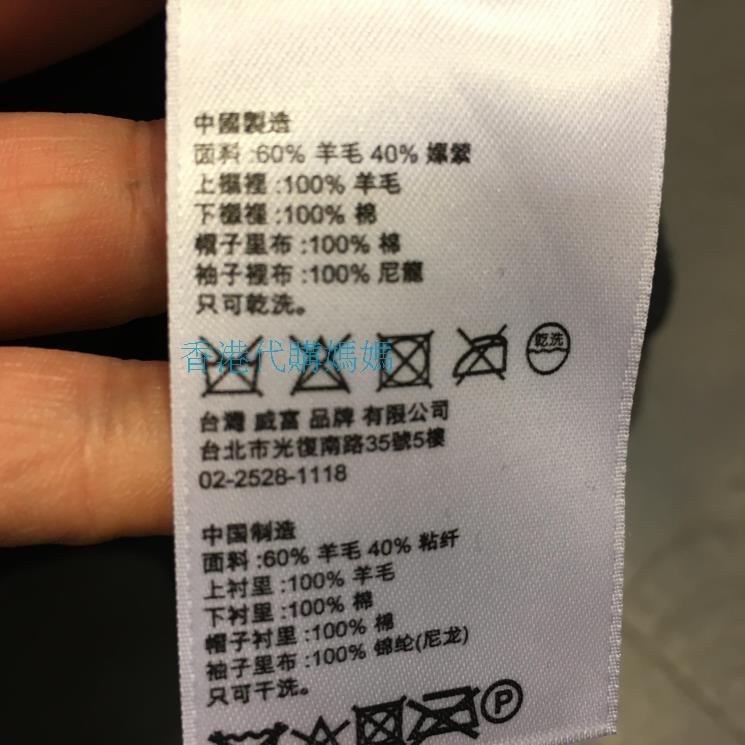 中國製造
面料 :60% 羊毛 40% 嫘縈
上襯裡 :100% 羊毛
下襯裡 :100% 棉
帽子里布 :100% 棉
袖子裡布 :100% 尼龍
只可乾洗。
乾洗
香港代購媽媽
台灣 威富 品牌 有限公司
台北市光復南路35號5樓
02-2528-1118
中国制造
面料 :60% 羊毛 40% 粘纤
上衬里 :100% 羊毛
下衬里 :100% 棉
帽子衬里 :100% 棉
袖子里布 :100% 锦纶(尼龙)
只可干洗。
P